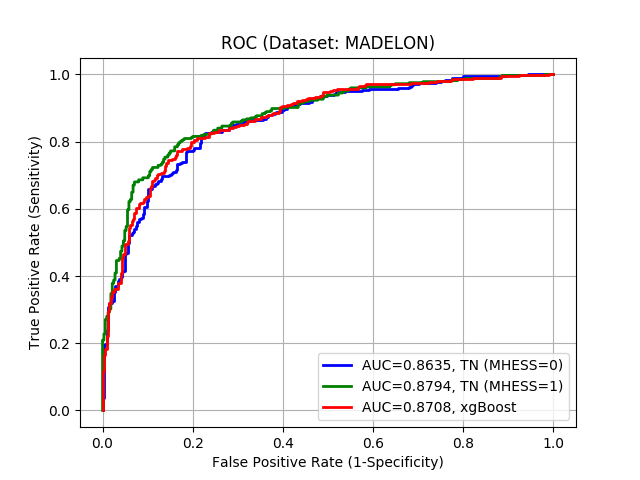 ROC (Dataset: MADELON)
True Positive Rate (Sensitivity)
1.0
0.8
0.6
0.4
0.2
0.0
AUC=0.8635, TN (MHESS=0)
AUC=0.8794, TN (MHESS=1)
AUC=0.8708, xgBoost
0.0 0.2 0.4 0.6 0.8 1.0
False Positive Rate (1-Specificity)